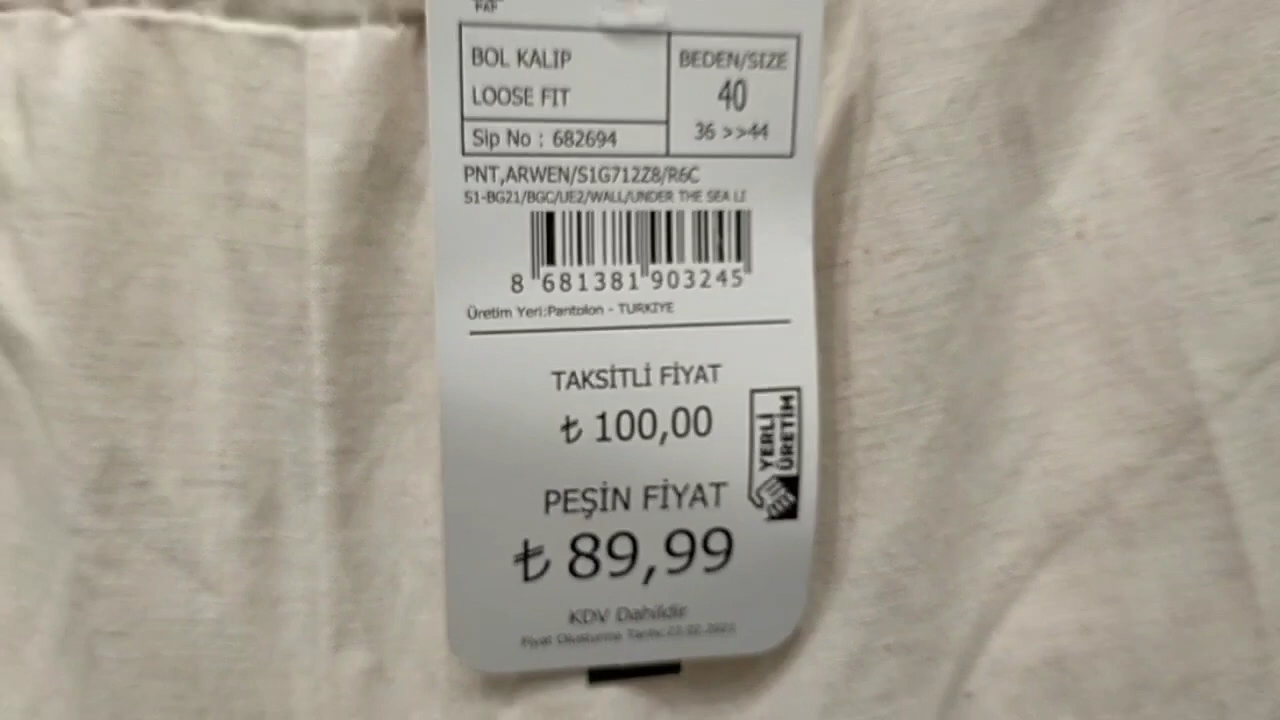 BOL KALIP
LOOSE FIT
BEDEN/SIZE
40
36 >>44
Sip No : 682694
PNT,ARWEN/S1G712Z8/R6C
S1-BG21/BGC/UE2/WALL/UNDER THE SEA LI
8 681381 903245
Üretim Yeri:Pantolon - TURKIYE
TAKSİTLİ FİYAT
₺ 100,00
YERLİ
ÜRETİM
PEŞİN FİYAT
₺ 89,99
KDV Dahildir